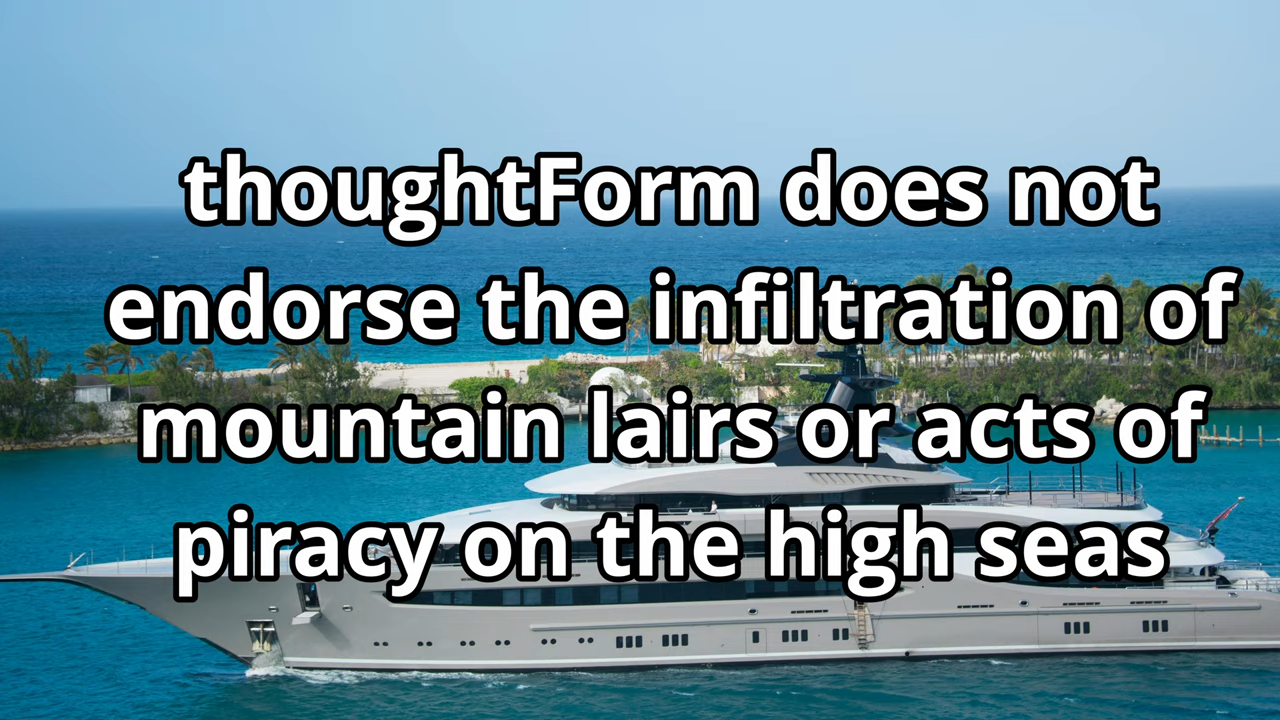 thoughtForm does not
endorse the infiltration of
mountain lairs or acts of
piracy on the high seas